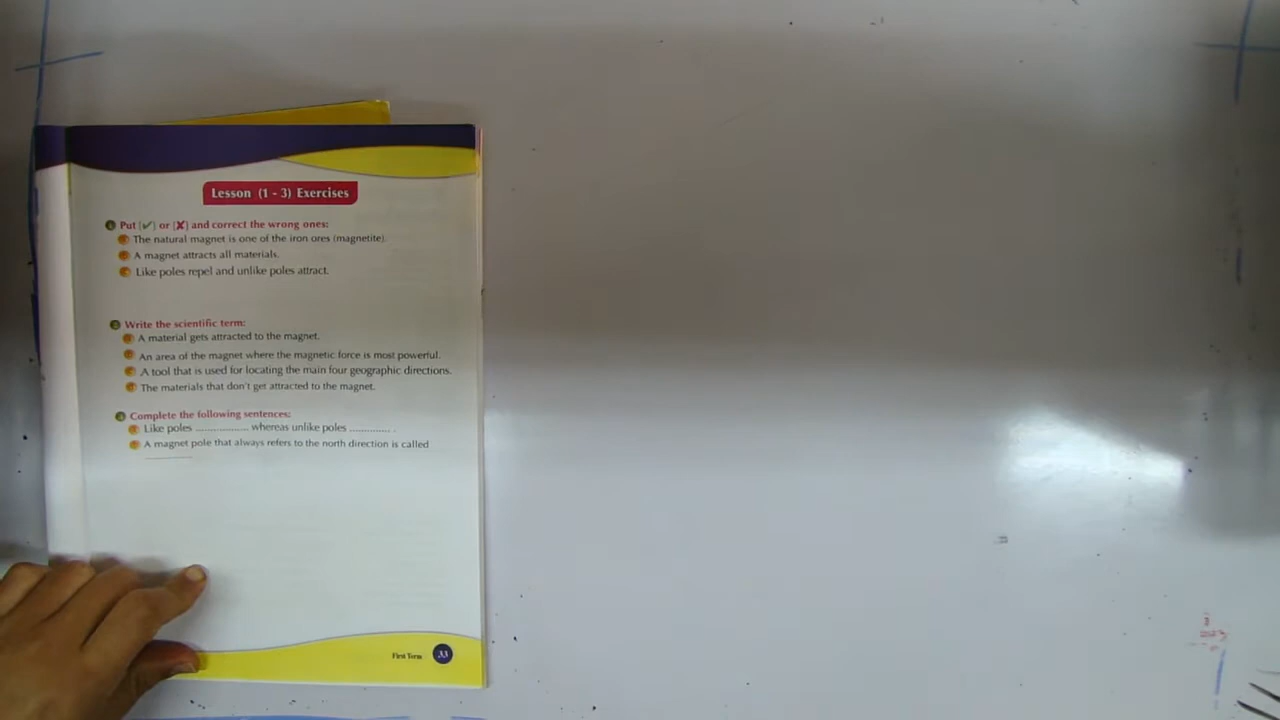 Lesson (1 - 3) Exercises
Put (✓) or (✗) and correct the wrong ones:
The natural magnet is one of the iron ores (magnetite).
A magnet attracts all materials.
Like poles repel and unlike poles attract.
Write the scientific term:
A material gets attracted to the magnet.
An area of the magnet where the magnetic force is most powerful.
A tool that is used for locating the main four geographic directions.
The materials that don't get attracted to the magnet.
Complete the following sentences:
Like poles ................. whereas unlike poles ............. .
A magnet pole that always refers to the north direction is called
...............
First Term 33